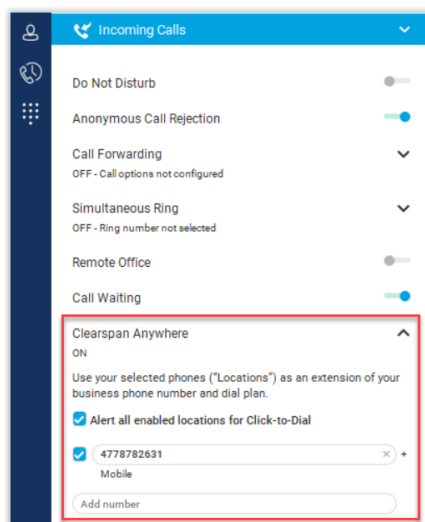 Incoming Calls
Do Not Disturb
Anonymous Call Rejection
Call Forwarding
OFF - Call options not configured
Simultaneous Ring
OFF - Ring number not selected
Remote Office
Call Waiting
Clearspan Anywhere
ON
Use your selected phones ("Locations") as an extension of your
business phone number and dial plan.
Alert all enabled locations for Click-to-Dial
4778782631
Mobile
Add number